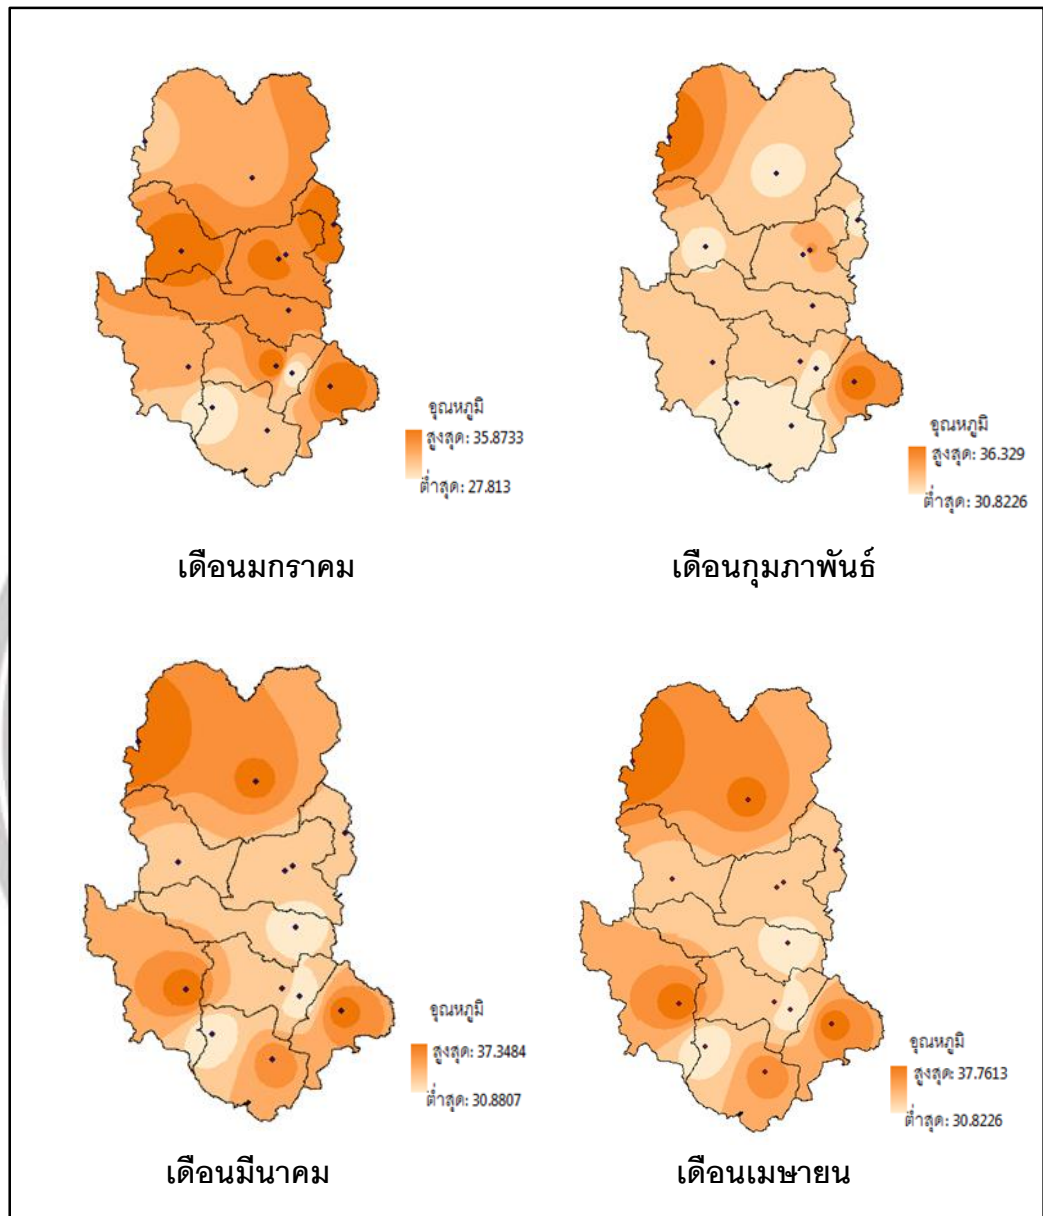 อุณหภูมิ
สูงสุด: 35.8733
ต่ำสุด: 27.813
เดือนมกราคม
อุณหภูมิ
สูงสุด: 36.329
ต่ำสุด: 30.8226
เดือนกุมภาพันธ์
อุณหภูมิ
สูงสุด: 37.3484
ต่ำสุด: 30.8807
เดือนมีนาคม
อุณหภูมิ
สูงสุด: 37.7613
ต่ำสุด: 30.8226
เดือนเมษายน